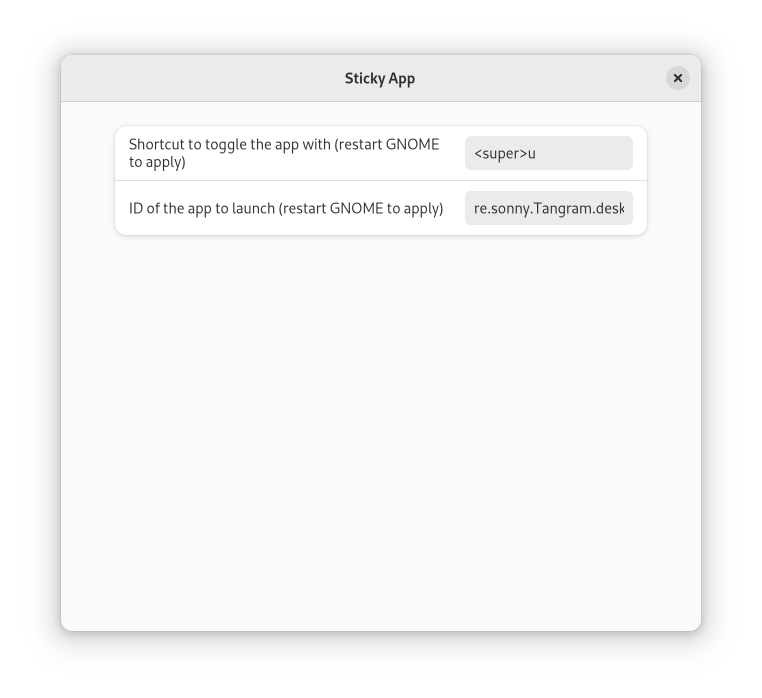 Sticky App
Shortcut to toggle the app with (restart GNOME
to apply)
<super>u
ID of the app to launch (restart GNOME to apply)
re.sonny.Tangram.desk